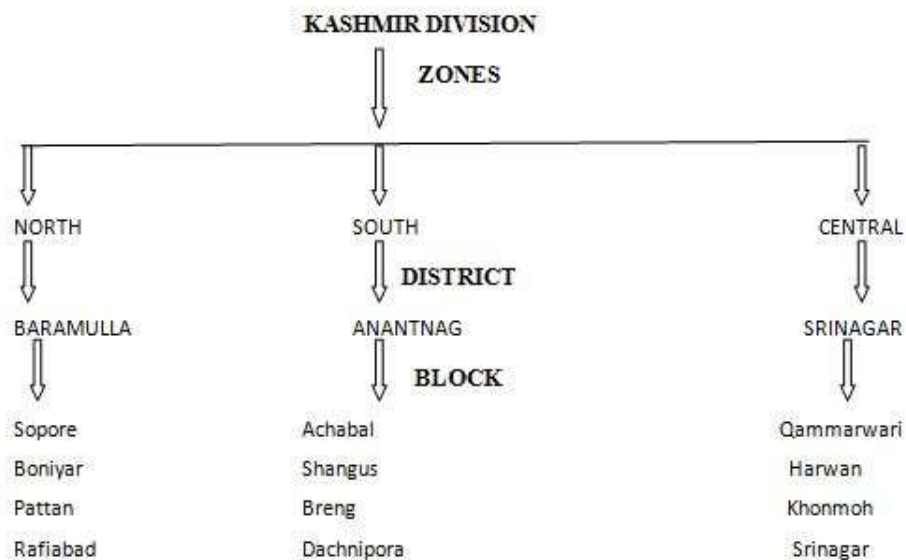 KASHMIR DIVISION
ZONES
NORTH SOUTH CENTRAL
DISTRICT
BARAMULLA ANANTNAG SRINAGAR
BLOCK
Sopore Achabal Qammarwari
Boniyar Shangus Harwan
Pattan Breng Khonmoh
Rafiabad Dachnipora Srinagar